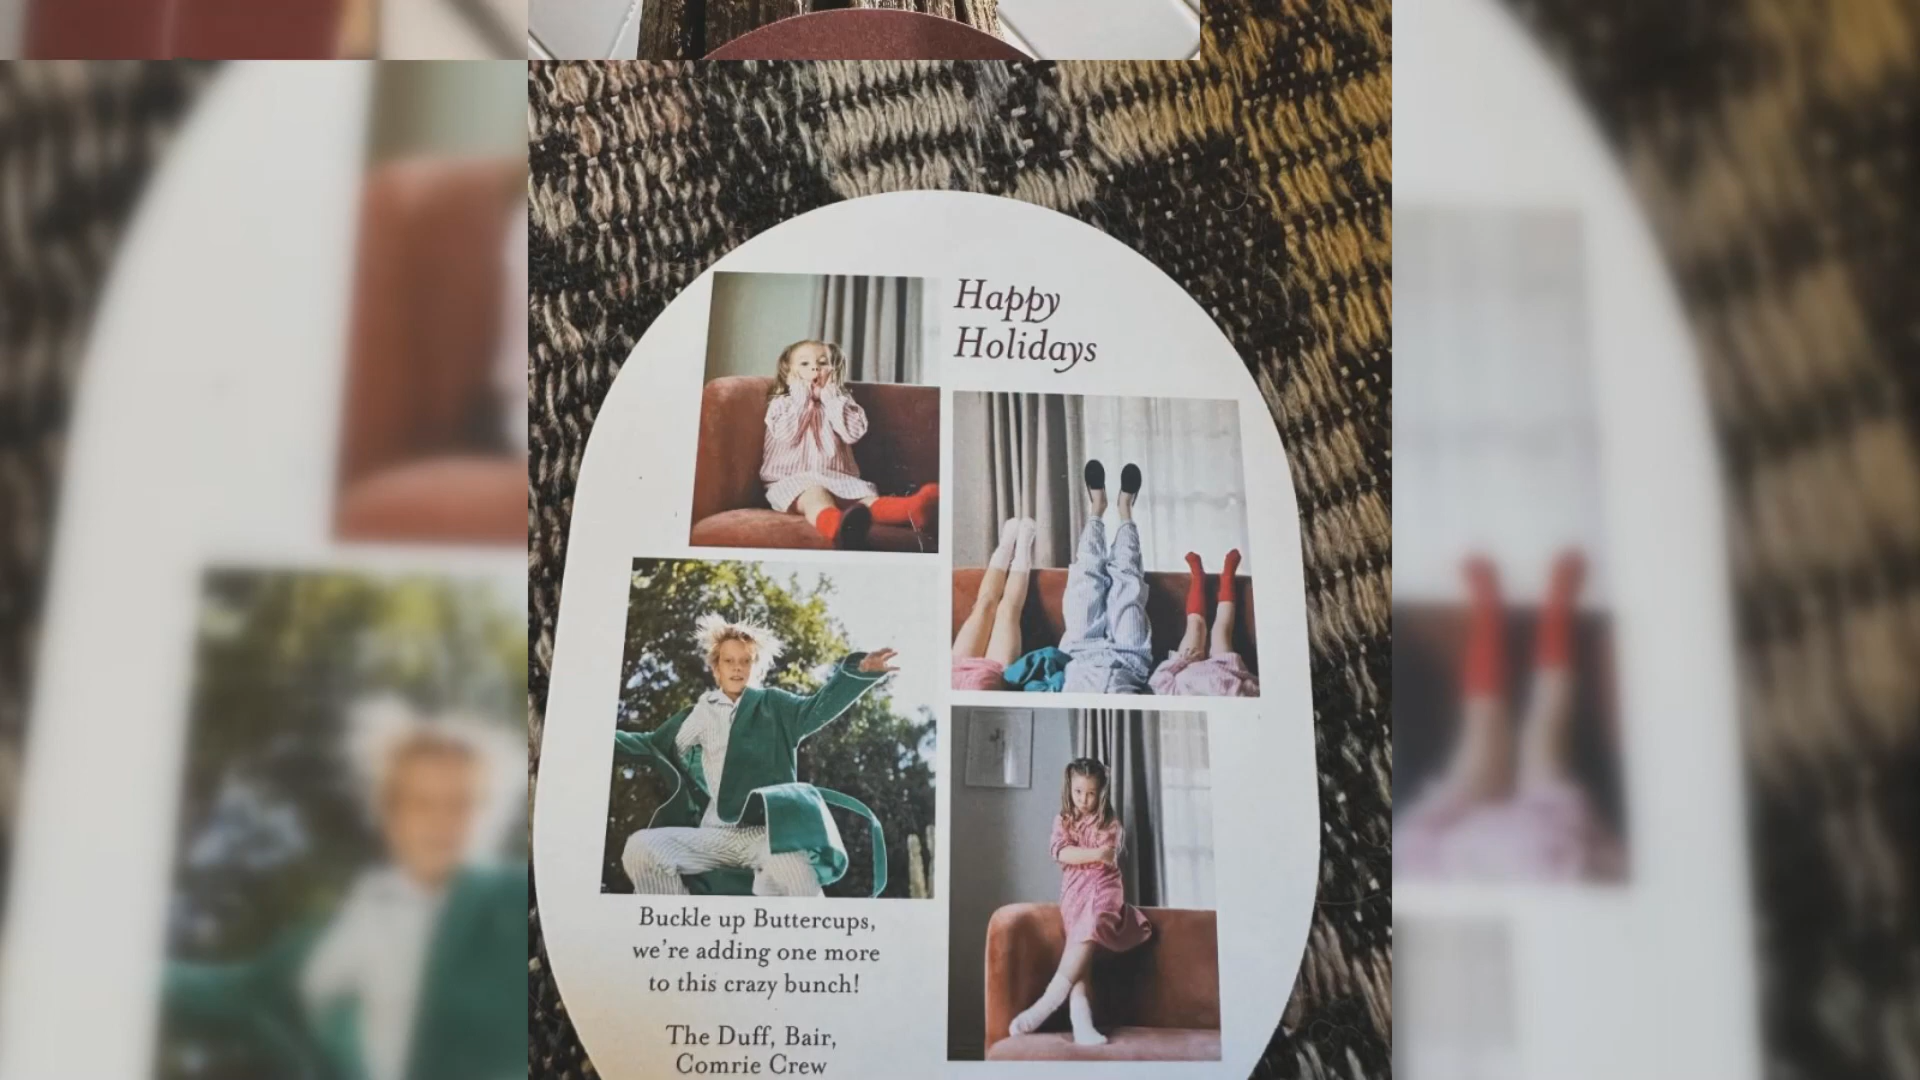 Happy
Holidays
Buckle up Buttercups,
we're adding one more
to this crazy bunch!
The Duff, Bair,
Comrie Crew